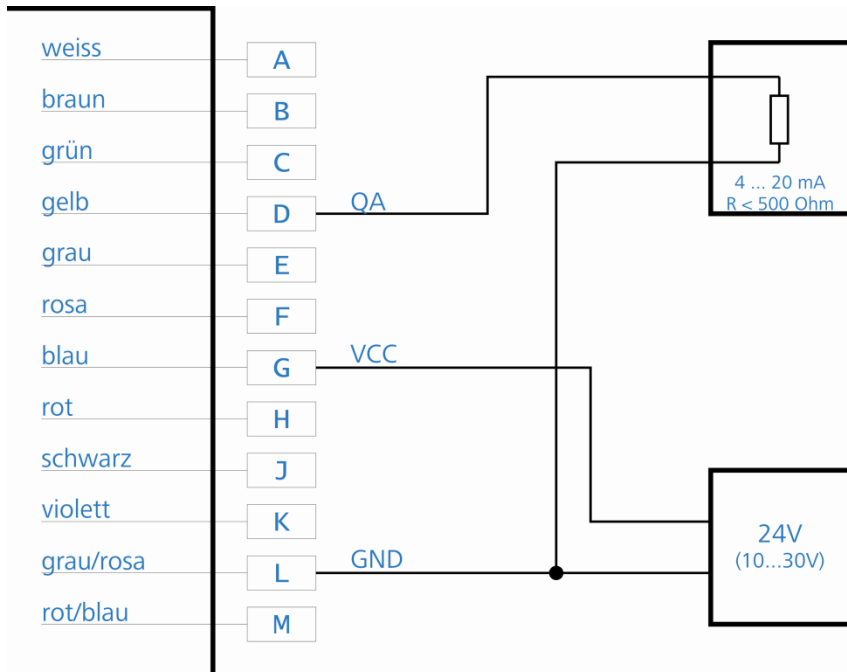 weiss A
braun B
grün C
gelb D QA
4 ... 20 mA
R < 500 Ohm
grau E
rosa F
blau G VCC
rot H
schwarz J
violett K
24V
(10...30V)
grau/rosa L GND
rot/blau M